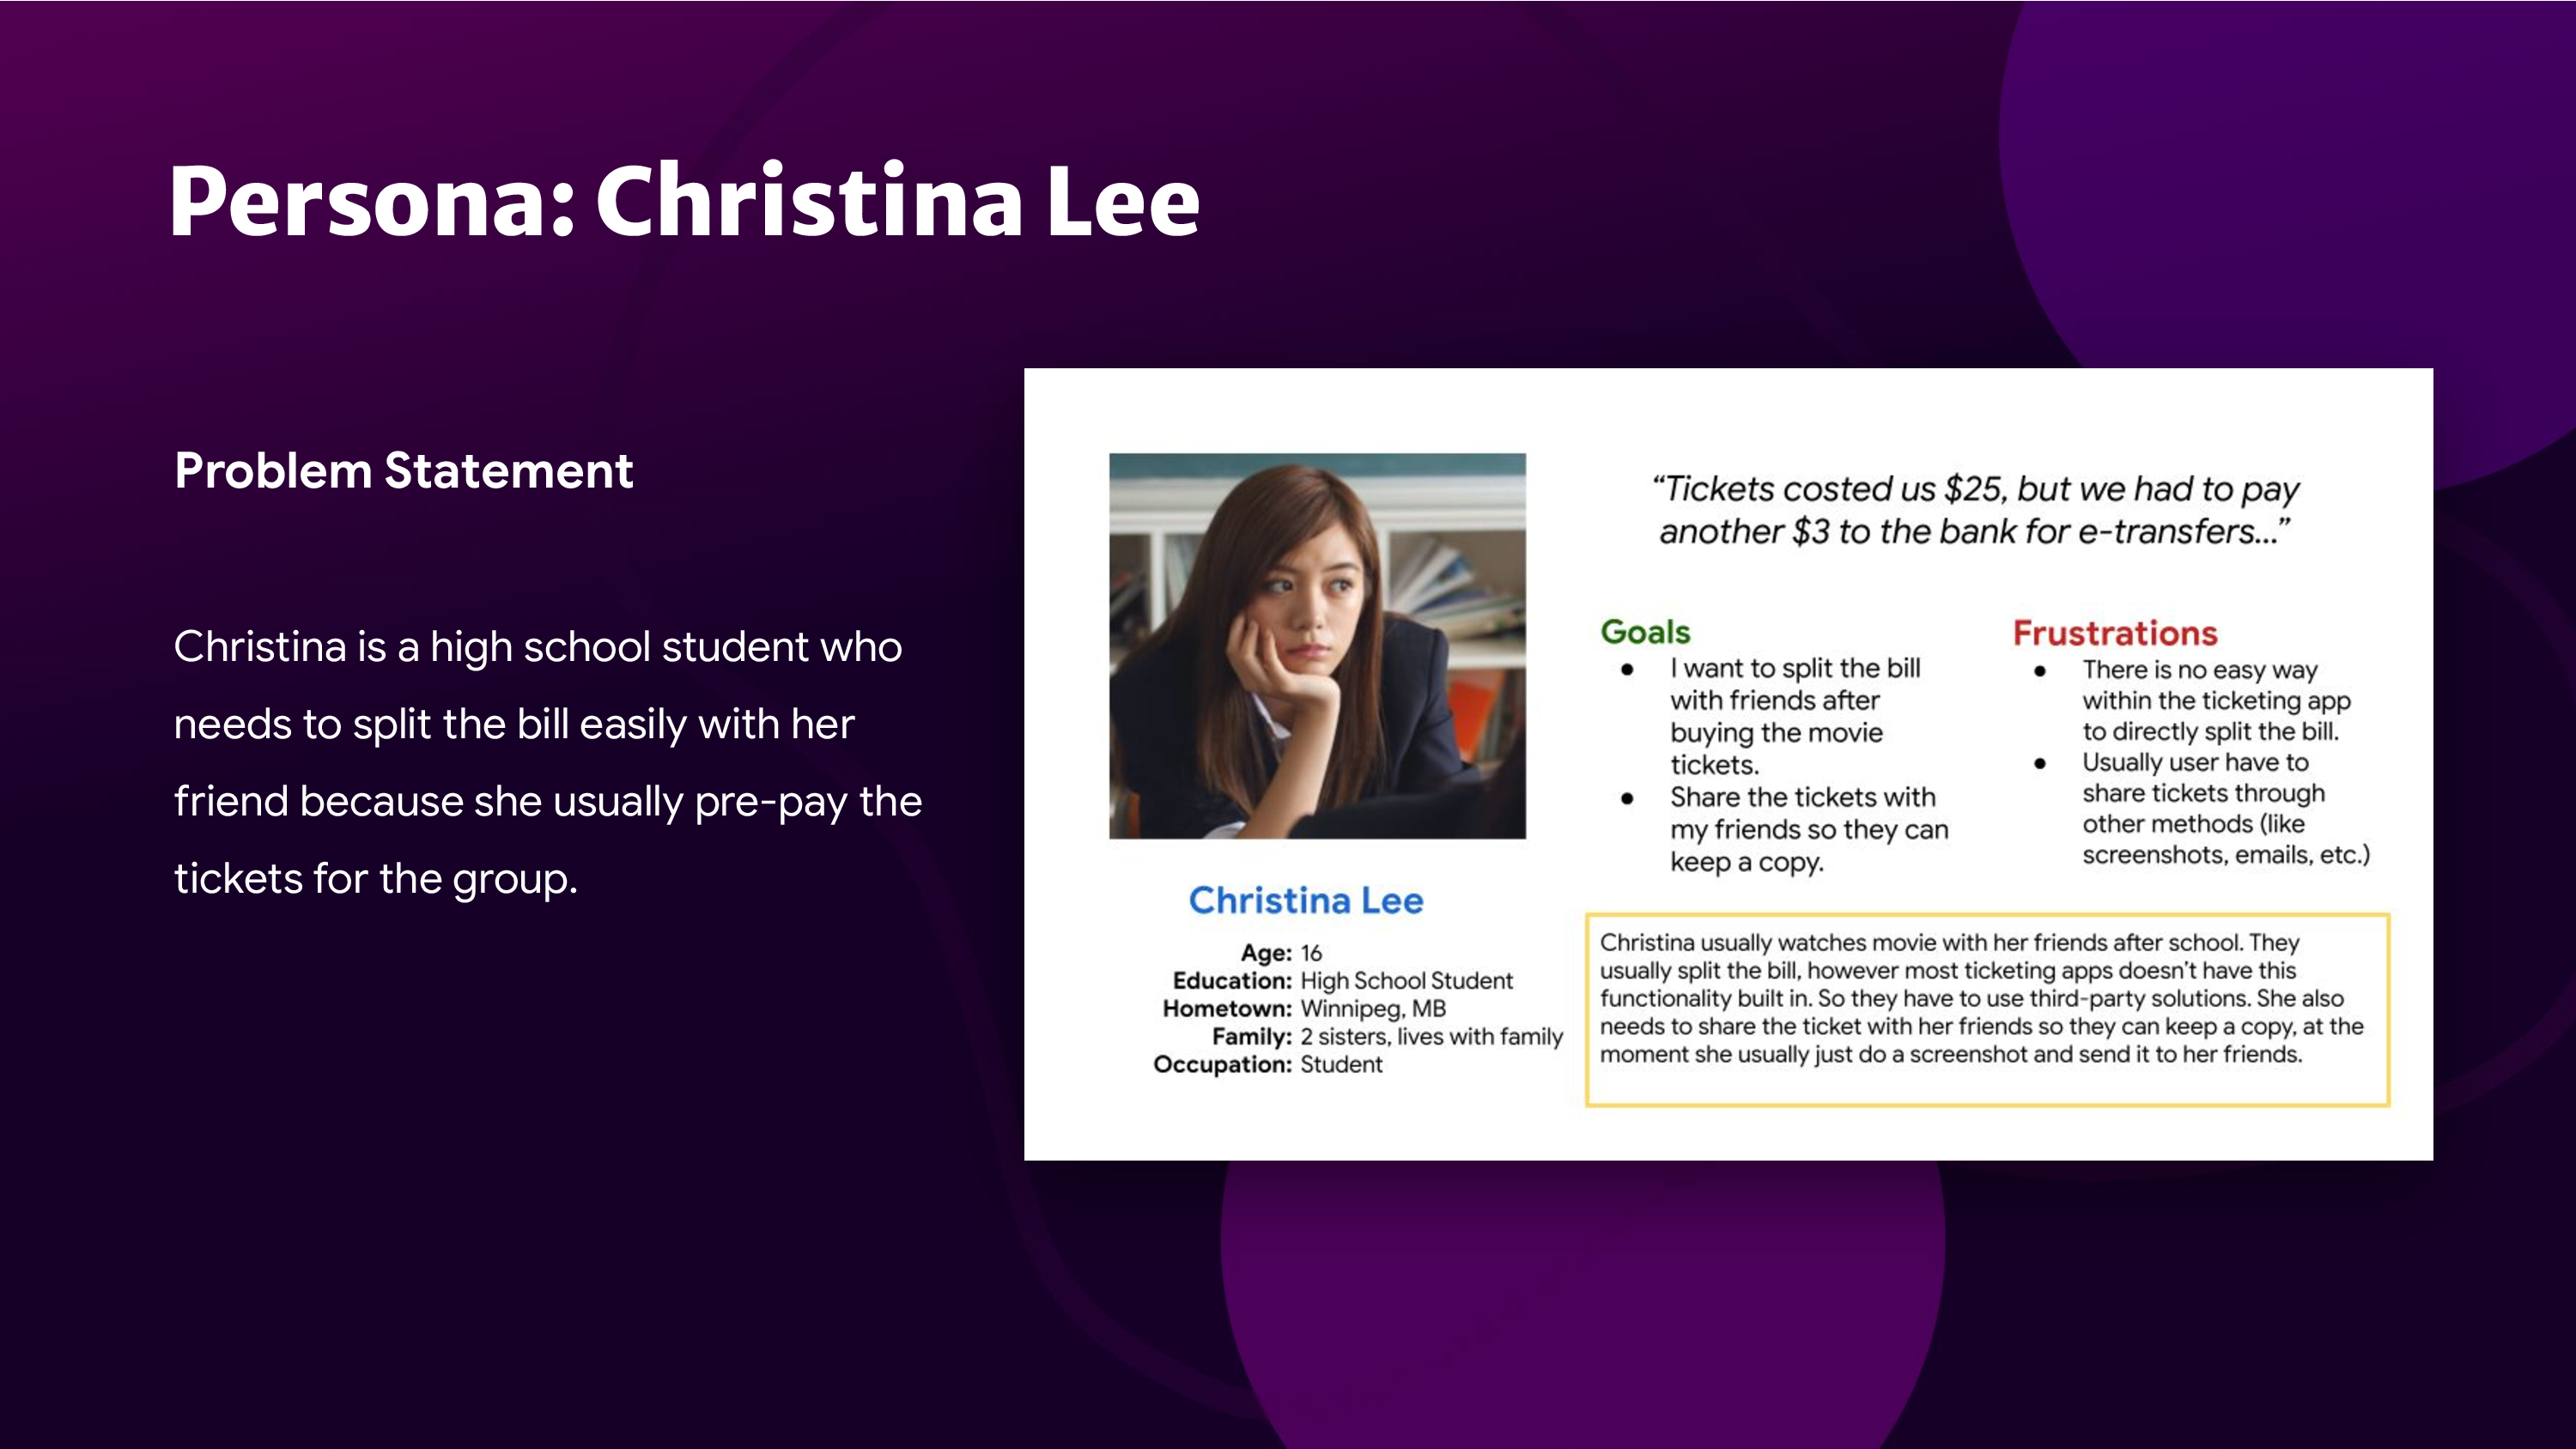 Persona: Christina Lee
Problem Statement
Christina is a high school student who
needs to split the bill easily with her
friend because she usually pre-pay the
tickets for the group.
“Tickets costed us $25, but we had to pay
another $3 to the bank for e-transfers...”
Goals
● I want to split the bill
with friends after
buying the movie
tickets.
● Share the tickets with
my friends so they can
keep a copy.
Frustrations
● There is no easy way
within the ticketing app
to directly split the bill.
● Usually user have to
share tickets through
other methods (like
screenshots, emails, etc.)
Christina Lee
Age: 16
Education: High School Student
Hometown: Winnipeg, MB
Family: 2 sisters, lives with family
Occupation: Student
Christina usually watches movie with her friends after school. They
usually split the bill, however most ticketing apps doesn’t have this
functionality built in. So they have to use third-party solutions. She also
needs to share the ticket with her friends so they can keep a copy, at the
moment she usually just do a screenshot and send it to her friends.